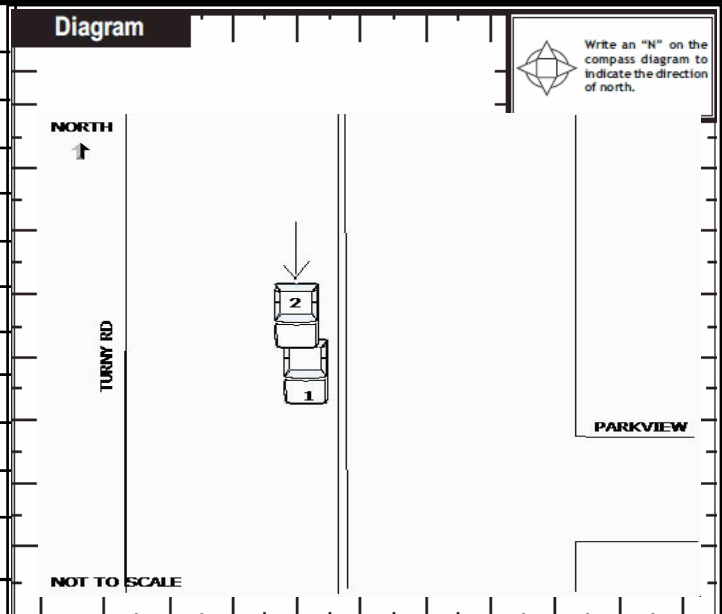 Diagram
Write an “N” on the
compass diagram to
indicate the direction
of north.
NORTH
2
TURNY RD
1
PARKVIEW
NOT TO SCALE